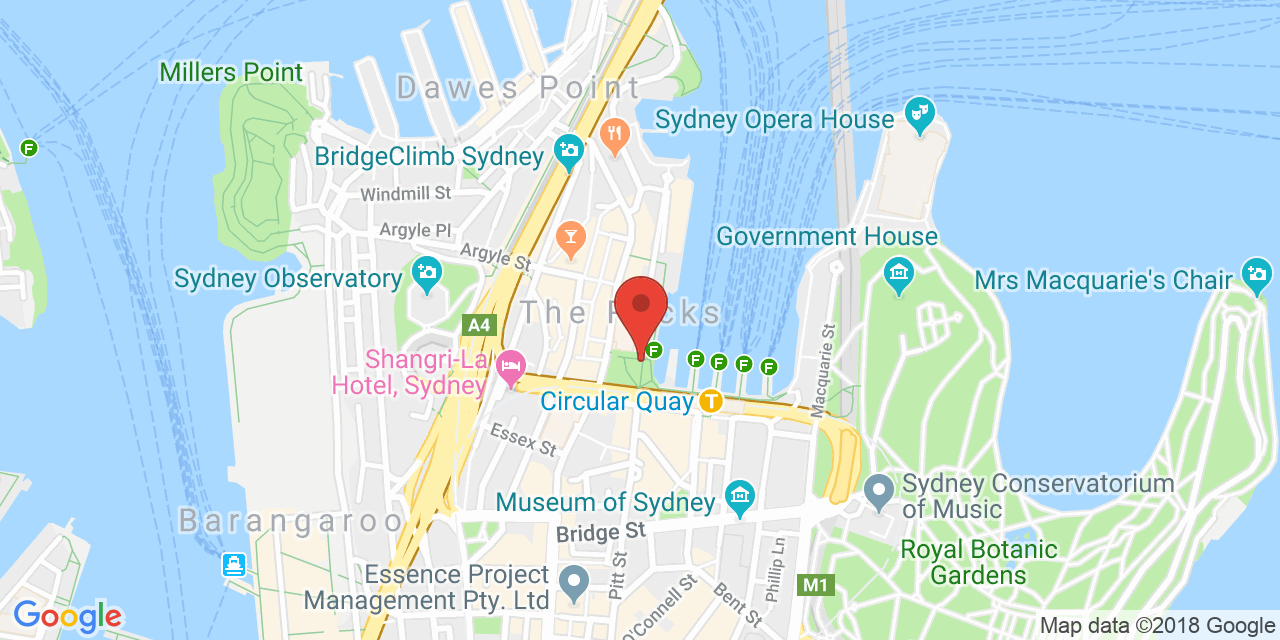 Millers Point
Dawes Point
Sydney Opera House
F
BridgeClimb Sydney
Windmill St
Argyle Pl
Argyle St
Government House
Sydney Observatory
Mrs Macquarie's Chair
The
A4
F
F
F
F
F
Shangri-La
Hotel, Sydney
Macquarie St
Circular Quay
T
Essex St
Sydney Conservatorium
of Music
Museum of Sydney
Barangaroo
Bridge St
Royal Botanic
Gardens
Essence Project
Management Pty. Ltd
Pitt St
Phillip Ln
M1
O'Connell St
Bent St
Google
Map data ©2018 Google